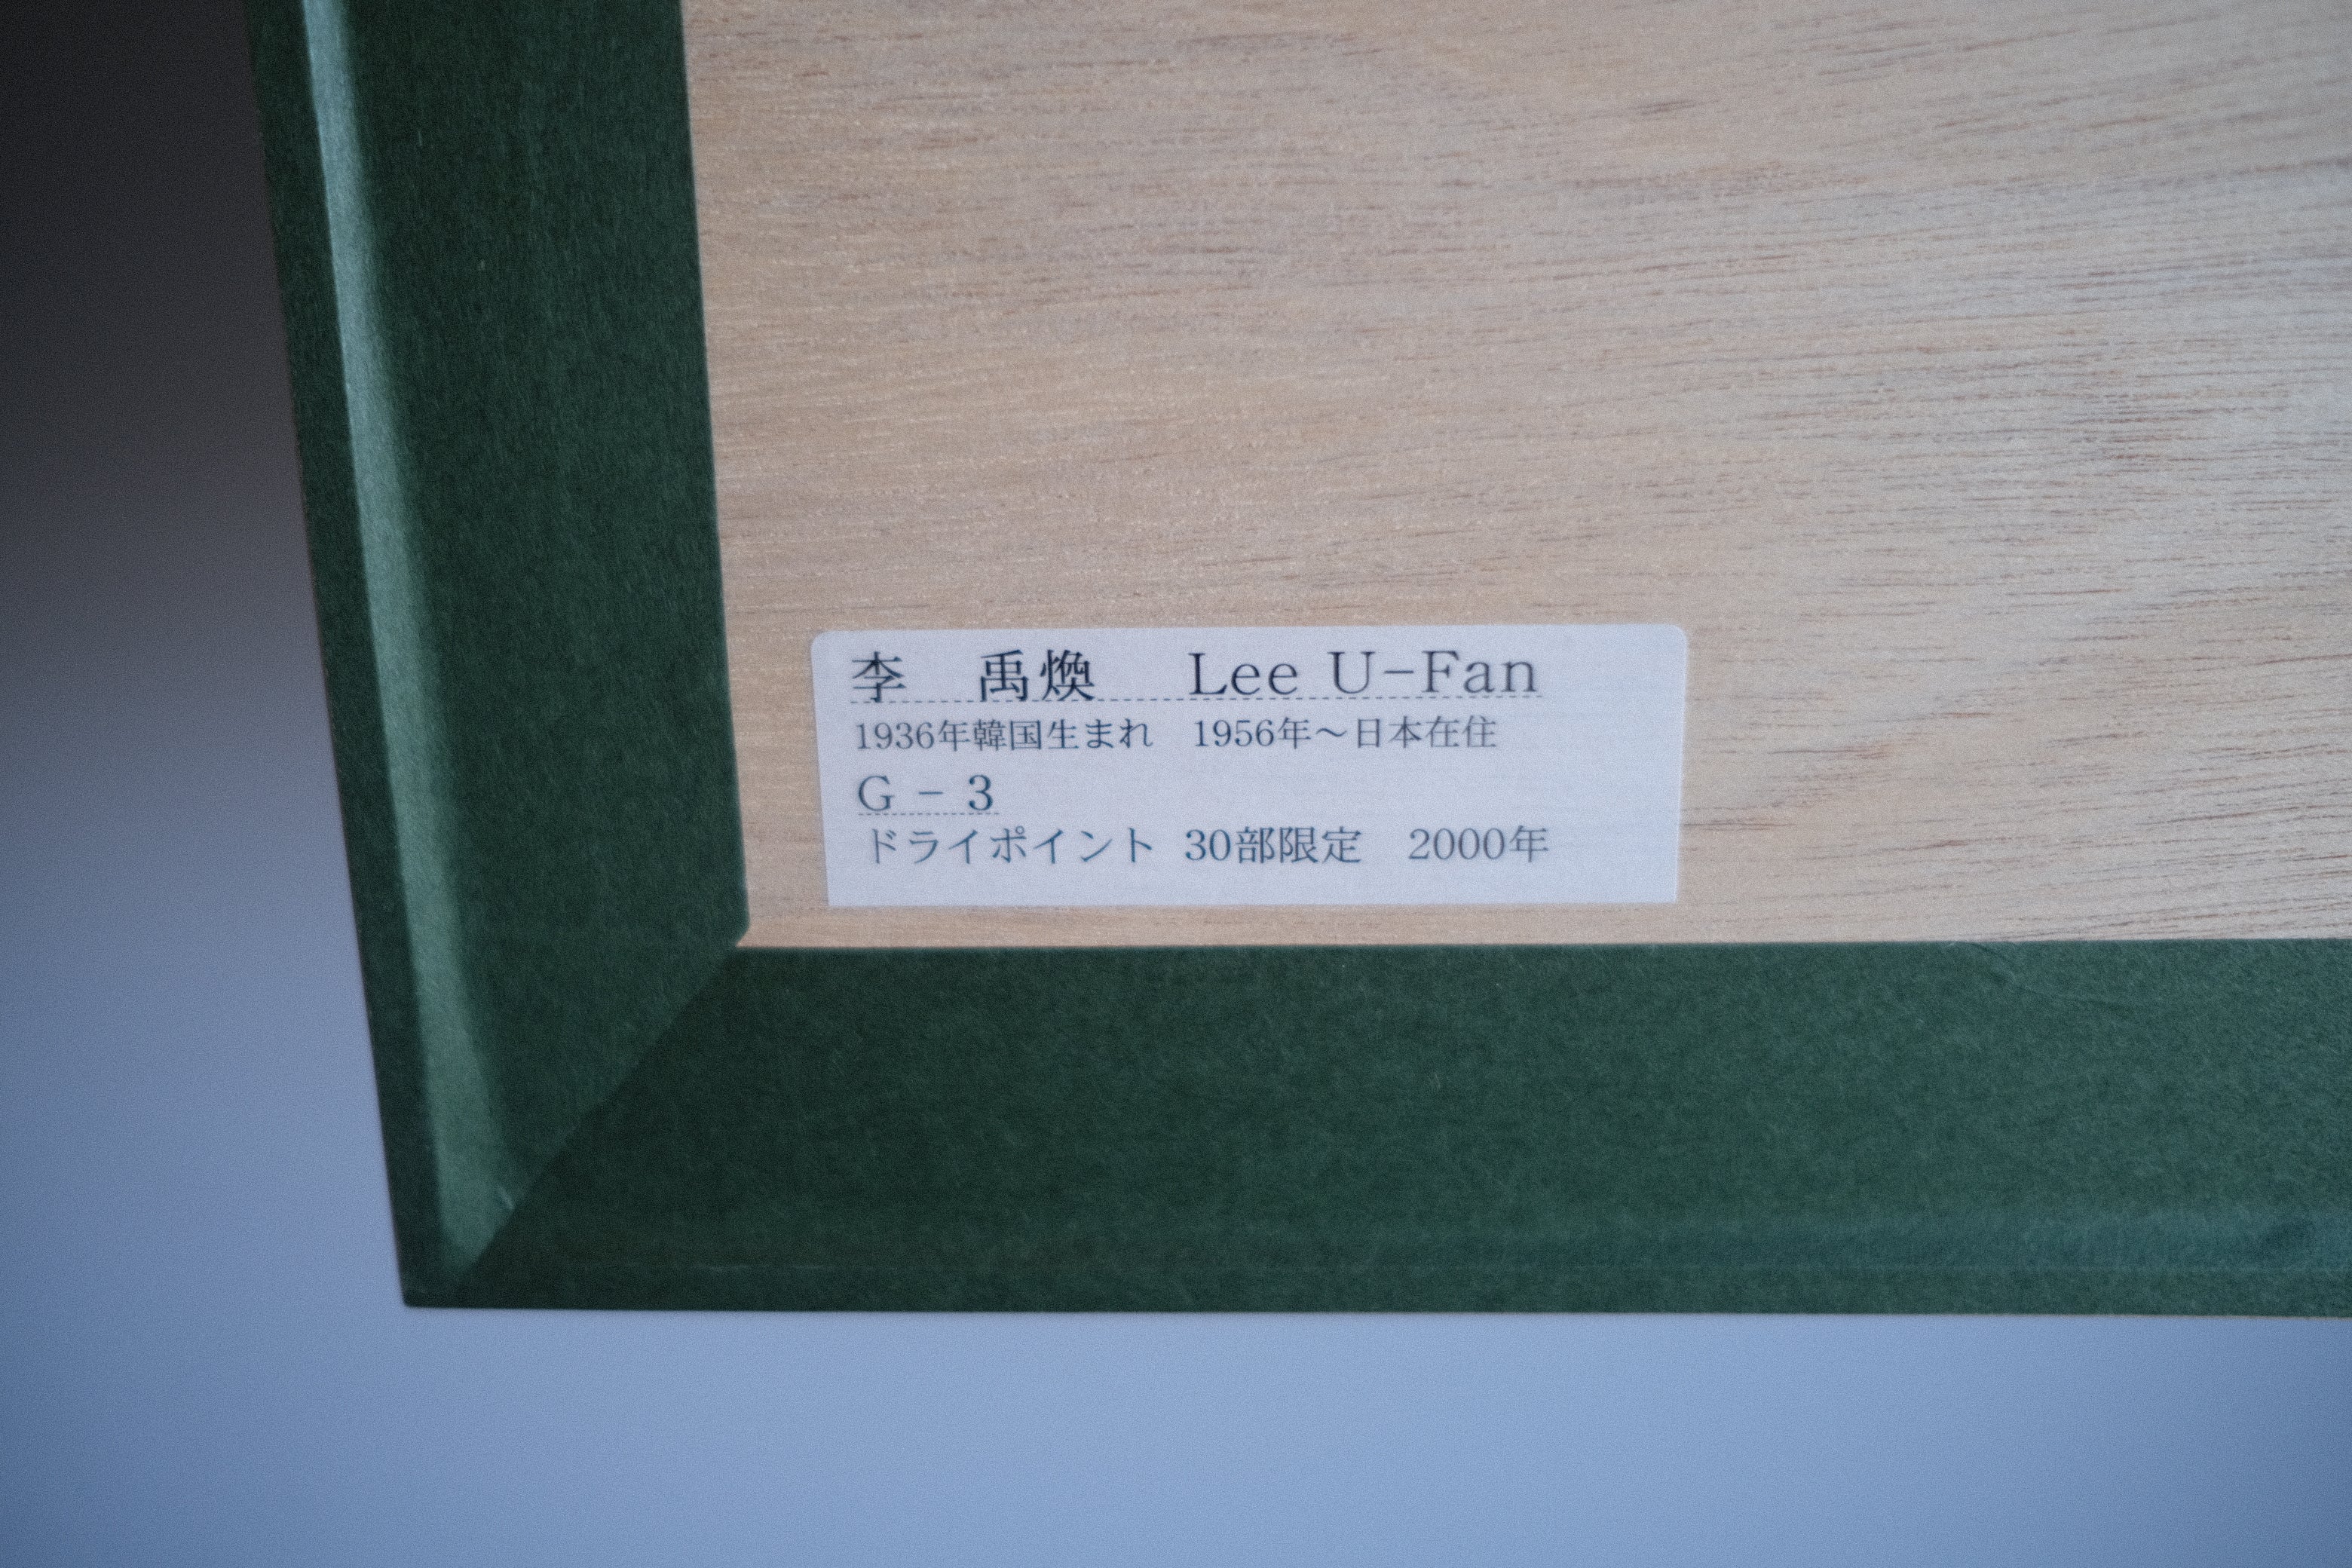 李　禹煥　Lee U-Fan
1936年韓国生まれ　1956年～日本在住
G - 3
ドライポイント 30部限定　2000年